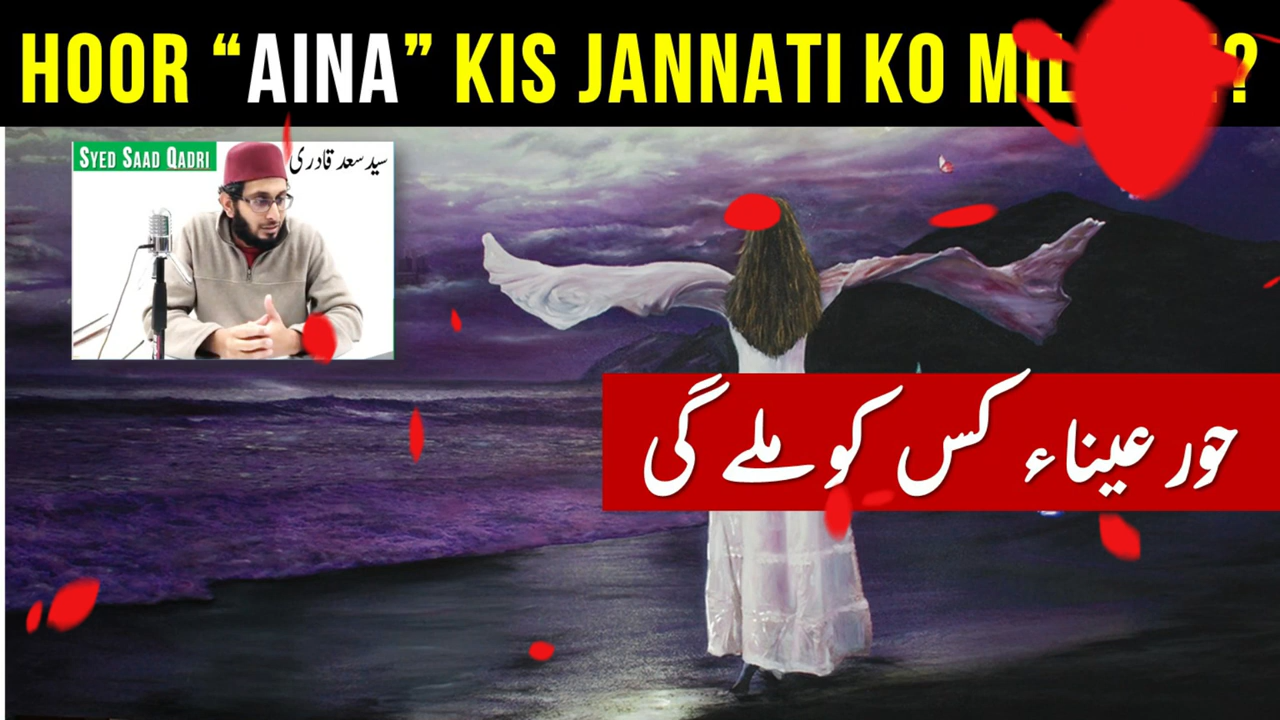 HOOR “AINA” KIS JANNATI KO
SYED SAAD QADRI
سید سعد قادری
حور عیناء کس کو ملے گی